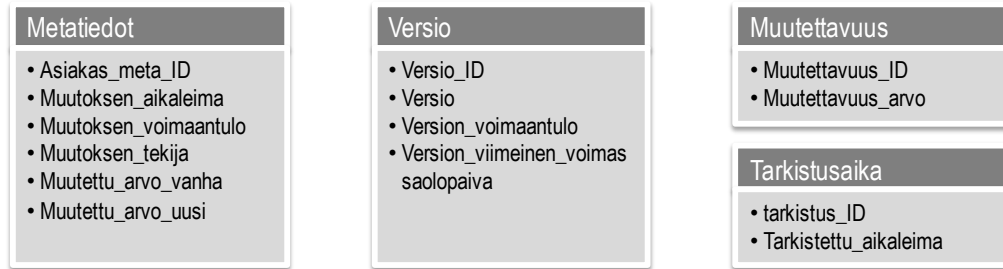 Metatiedot
• Asiakas_meta_ID
• Muutoksen_aikaleima
• Muutoksen_voimaantulo
• Muutoksen_tekija
• Muutettu_arvo_vanha
• Muutettu_arvo_uusi
Versio
• Versio_ID
• Versio
• Version_voimaantulo
• Version_viimeinen_voimas
saolopaiva
Muutettavuus
• Muutettavuus_ID
• Muutettavuus_arvo
Tarkistusaika
• tarkistus_ID
• Tarkistettu_aikaleima